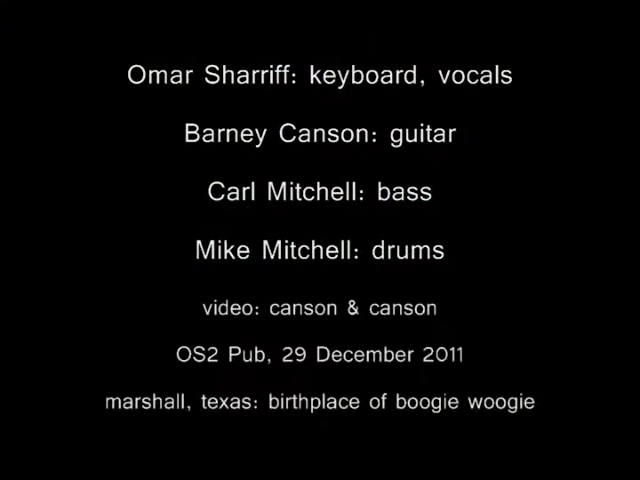 Omar Sharriff: keyboard, vocals
Barney Canson: guitar
Carl Mitchell: bass
Mike Mitchell: drums
video: canson & canson
OS2 Pub, 29 December 2011
marshall, texas: birthplace of boogie woogie